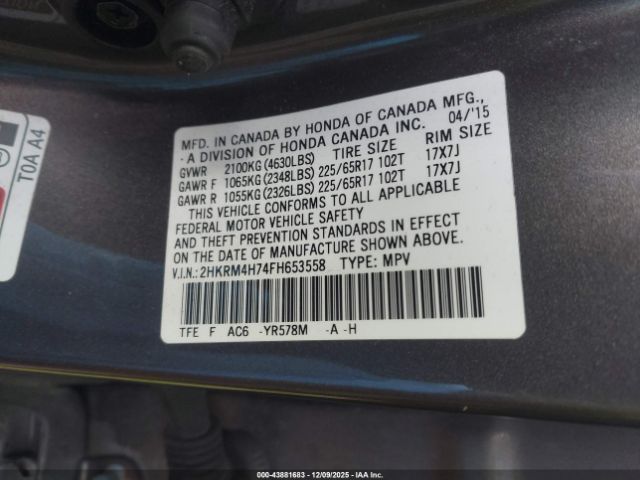 MFD. IN CANADA BY HONDA OF CANADA MFG.,
-A DIVISION OF HONDA CANADA INC. 04/'15
GVWR 2100KG(4630LBS) TIRE SIZE RIM SIZE
GAWR F 1065KG(2348LBS) 225/65R17 102T 17X7J
GAWR R 1055KG(2326LBS) 225/65R17 102T 17X7J
THIS VEHICLE CONFORMS TO ALL APPLICABLE
FEDERAL MOTOR VEHICLE SAFETY
AND THEFT PREVENTION STANDARDS IN EFFECT
ON THE DATE OF MANUFACTURE SHOWN ABOVE.
V.I.N.:2HKRM4H74FH653558 TYPE: MPV
TFE F AC6 -YR578M -A -H
T0A A4
000-43881683 - 12/09/2025 - Copyright IAA, Inc.